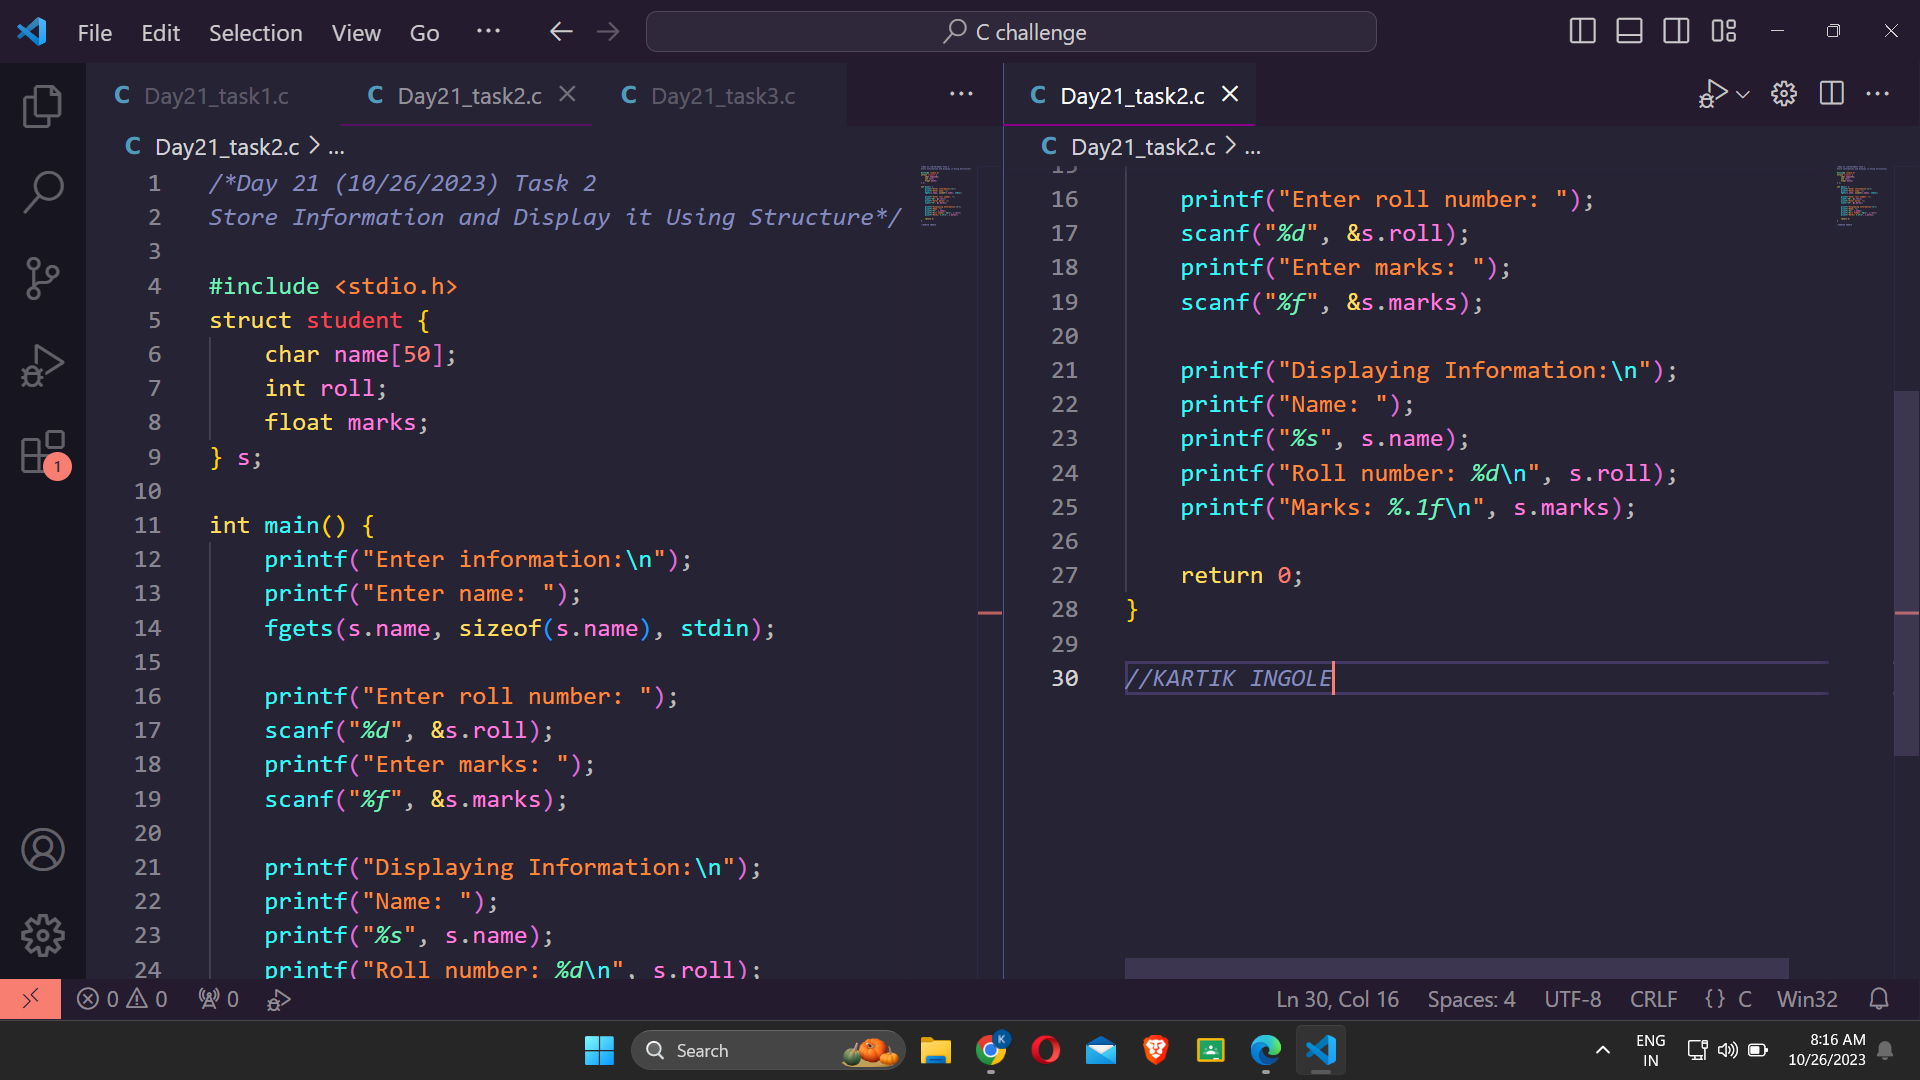 File Edit Selection View Go ... C challenge
C Day21_task1.c C Day21_task2.c C Day21_task3.c ...
C Day21_task2.c > ...
1 /*Day 21 (10/26/2023) Task 2
2 Store Information and Display it Using Structure*/
3
4 #include <stdio.h>
5 struct student {
6     char name[50];
7     int roll;
8     float marks;
9 } s;
10
11 int main() {
12     printf("Enter information:\n");
13     printf("Enter name: ");
14     fgets(s.name, sizeof(s.name), stdin);
15
16     printf("Enter roll number: ");
17     scanf("%d", &s.roll);
18     printf("Enter marks: ");
19     scanf("%f", &s.marks);
20
21     printf("Displaying Information:\n");
22     printf("Name: ");
23     printf("%s", s.name);
24     printf("Roll number: %d\n", s.roll);
C Day21_task2.c
C Day21_task2.c > ...
15
16     printf("Enter roll number: ");
17     scanf("%d", &s.roll);
18     printf("Enter marks: ");
19     scanf("%f", &s.marks);
20
21     printf("Displaying Information:\n");
22     printf("Name: ");
23     printf("%s", s.name);
24     printf("Roll number: %d\n", s.roll);
25     printf("Marks: %.1f\n", s.marks);
26
27     return 0;
28 }
29
30 //KARTIK INGOLE
1
0 0 0 Ln 30, Col 16 Spaces: 4 UTF-8 CRLF {} C Win32
Search K ENG 8:16 AM
IN 10/26/2023